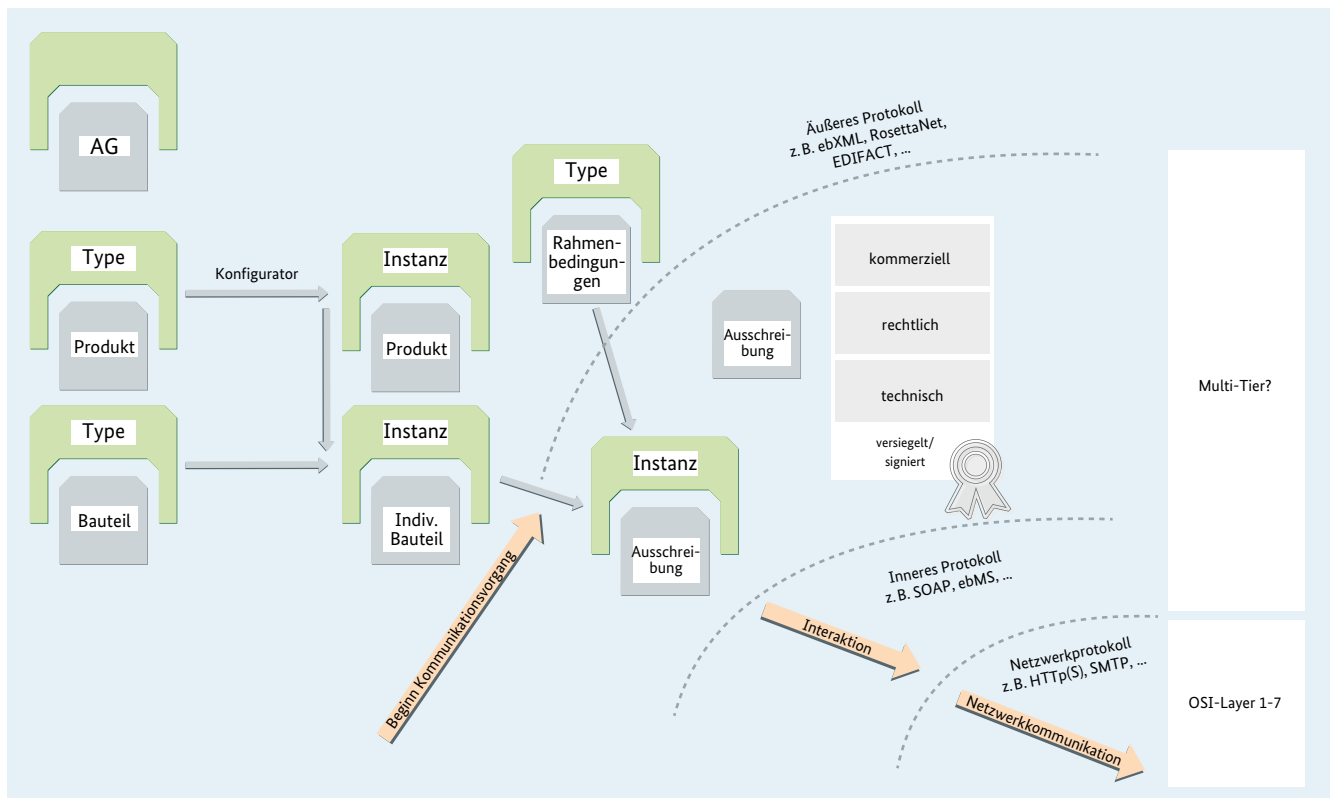 AG
Type
Produkt
Konfigurator
Instanz
Produkt
Type
Bauteil
Instanz
Indiv.
Bauteil
Type
Rahmen-
bedingun-
gen
Instanz
Ausschrei-
bung
Beginn Kommunikationsvorgang
Äußeres Protokoll
z. B. ebXML, RosettaNet,
EDIFACT, ...
Ausschrei-
bung
kommerziell
rechtlich
technisch
versiegelt/
signiert
Inneres Protokoll
z. B. SOAP, ebMS, ...
Interaktion
Netzwerkprotokoll
z. B. HTTp(S), SMTP, ...
Netzwerkkommunikation
Multi-Tier?
OSI-Layer 1-7